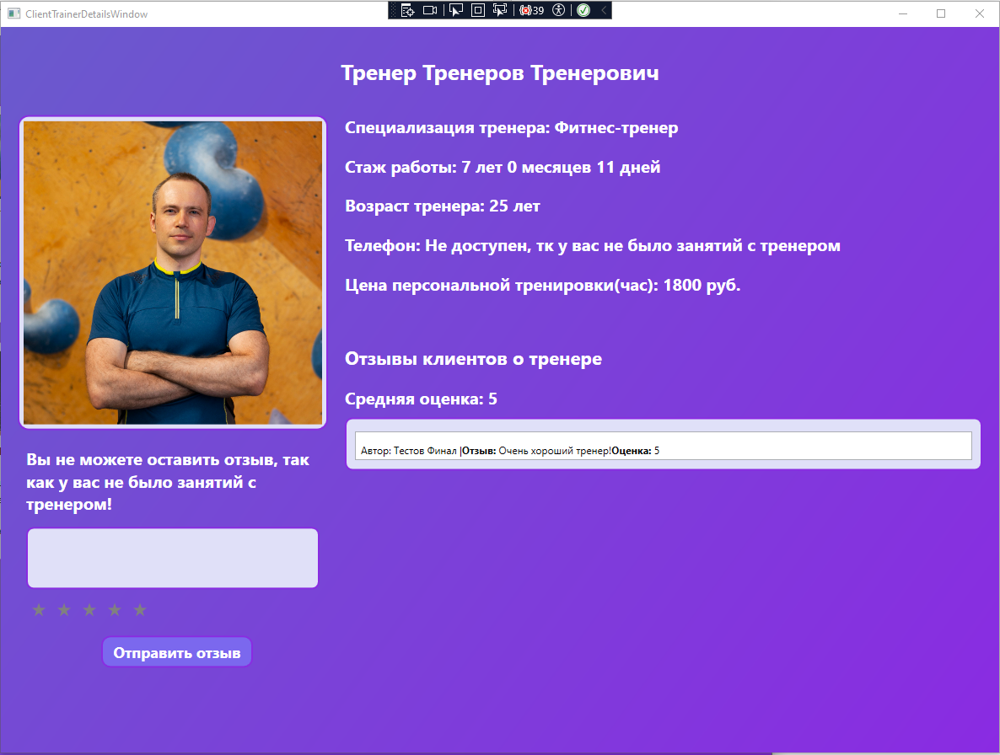 ClientTrainerDetailsWindow
39
Тренер Тренеров Тренерович
Специализация тренера: Фитнес-тренер
Стаж работы: 7 лет 0 месяцев 11 дней
Возраст тренера: 25 лет
Телефон: Не доступен, тк у вас не было занятий с тренером
Цена персональной тренировки(час): 1800 руб.
Отзывы клиентов о тренере
Средняя оценка: 5
Автор: Тестов Финал |Отзыв: Очень хороший тренер!Оценка: 5
Вы не можете оставить отзыв, так
как у вас не было занятий с
тренером!
Отправить отзыв